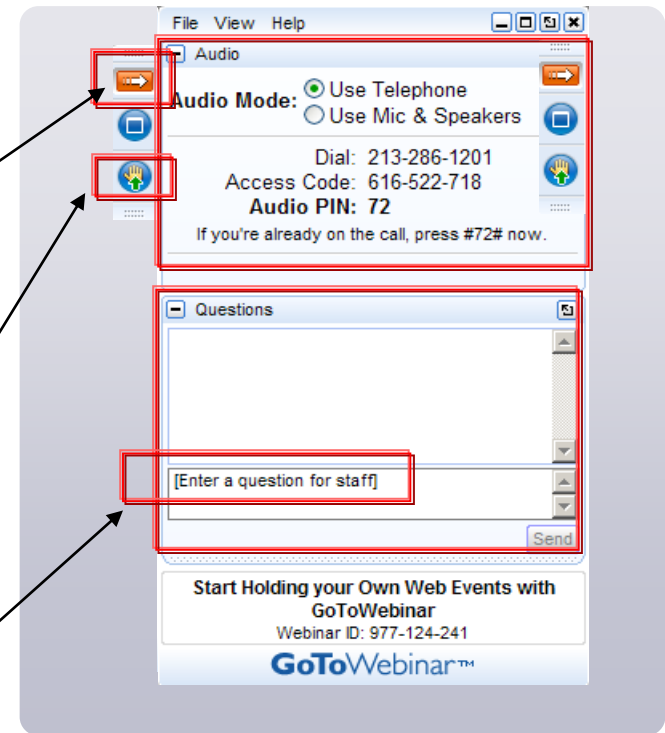 File View Help
Audio
Audio Mode: Use Telephone
Use Mic & Speakers
Dial: 213-286-1201
Access Code: 616-522-718
Audio PIN: 72
If you're already on the call, press #72# now.
Questions
[Enter a question for staff]
Send
Start Holding your Own Web Events with
GoToWebinar
Webinar ID: 977-124-241
GoToWebinar™